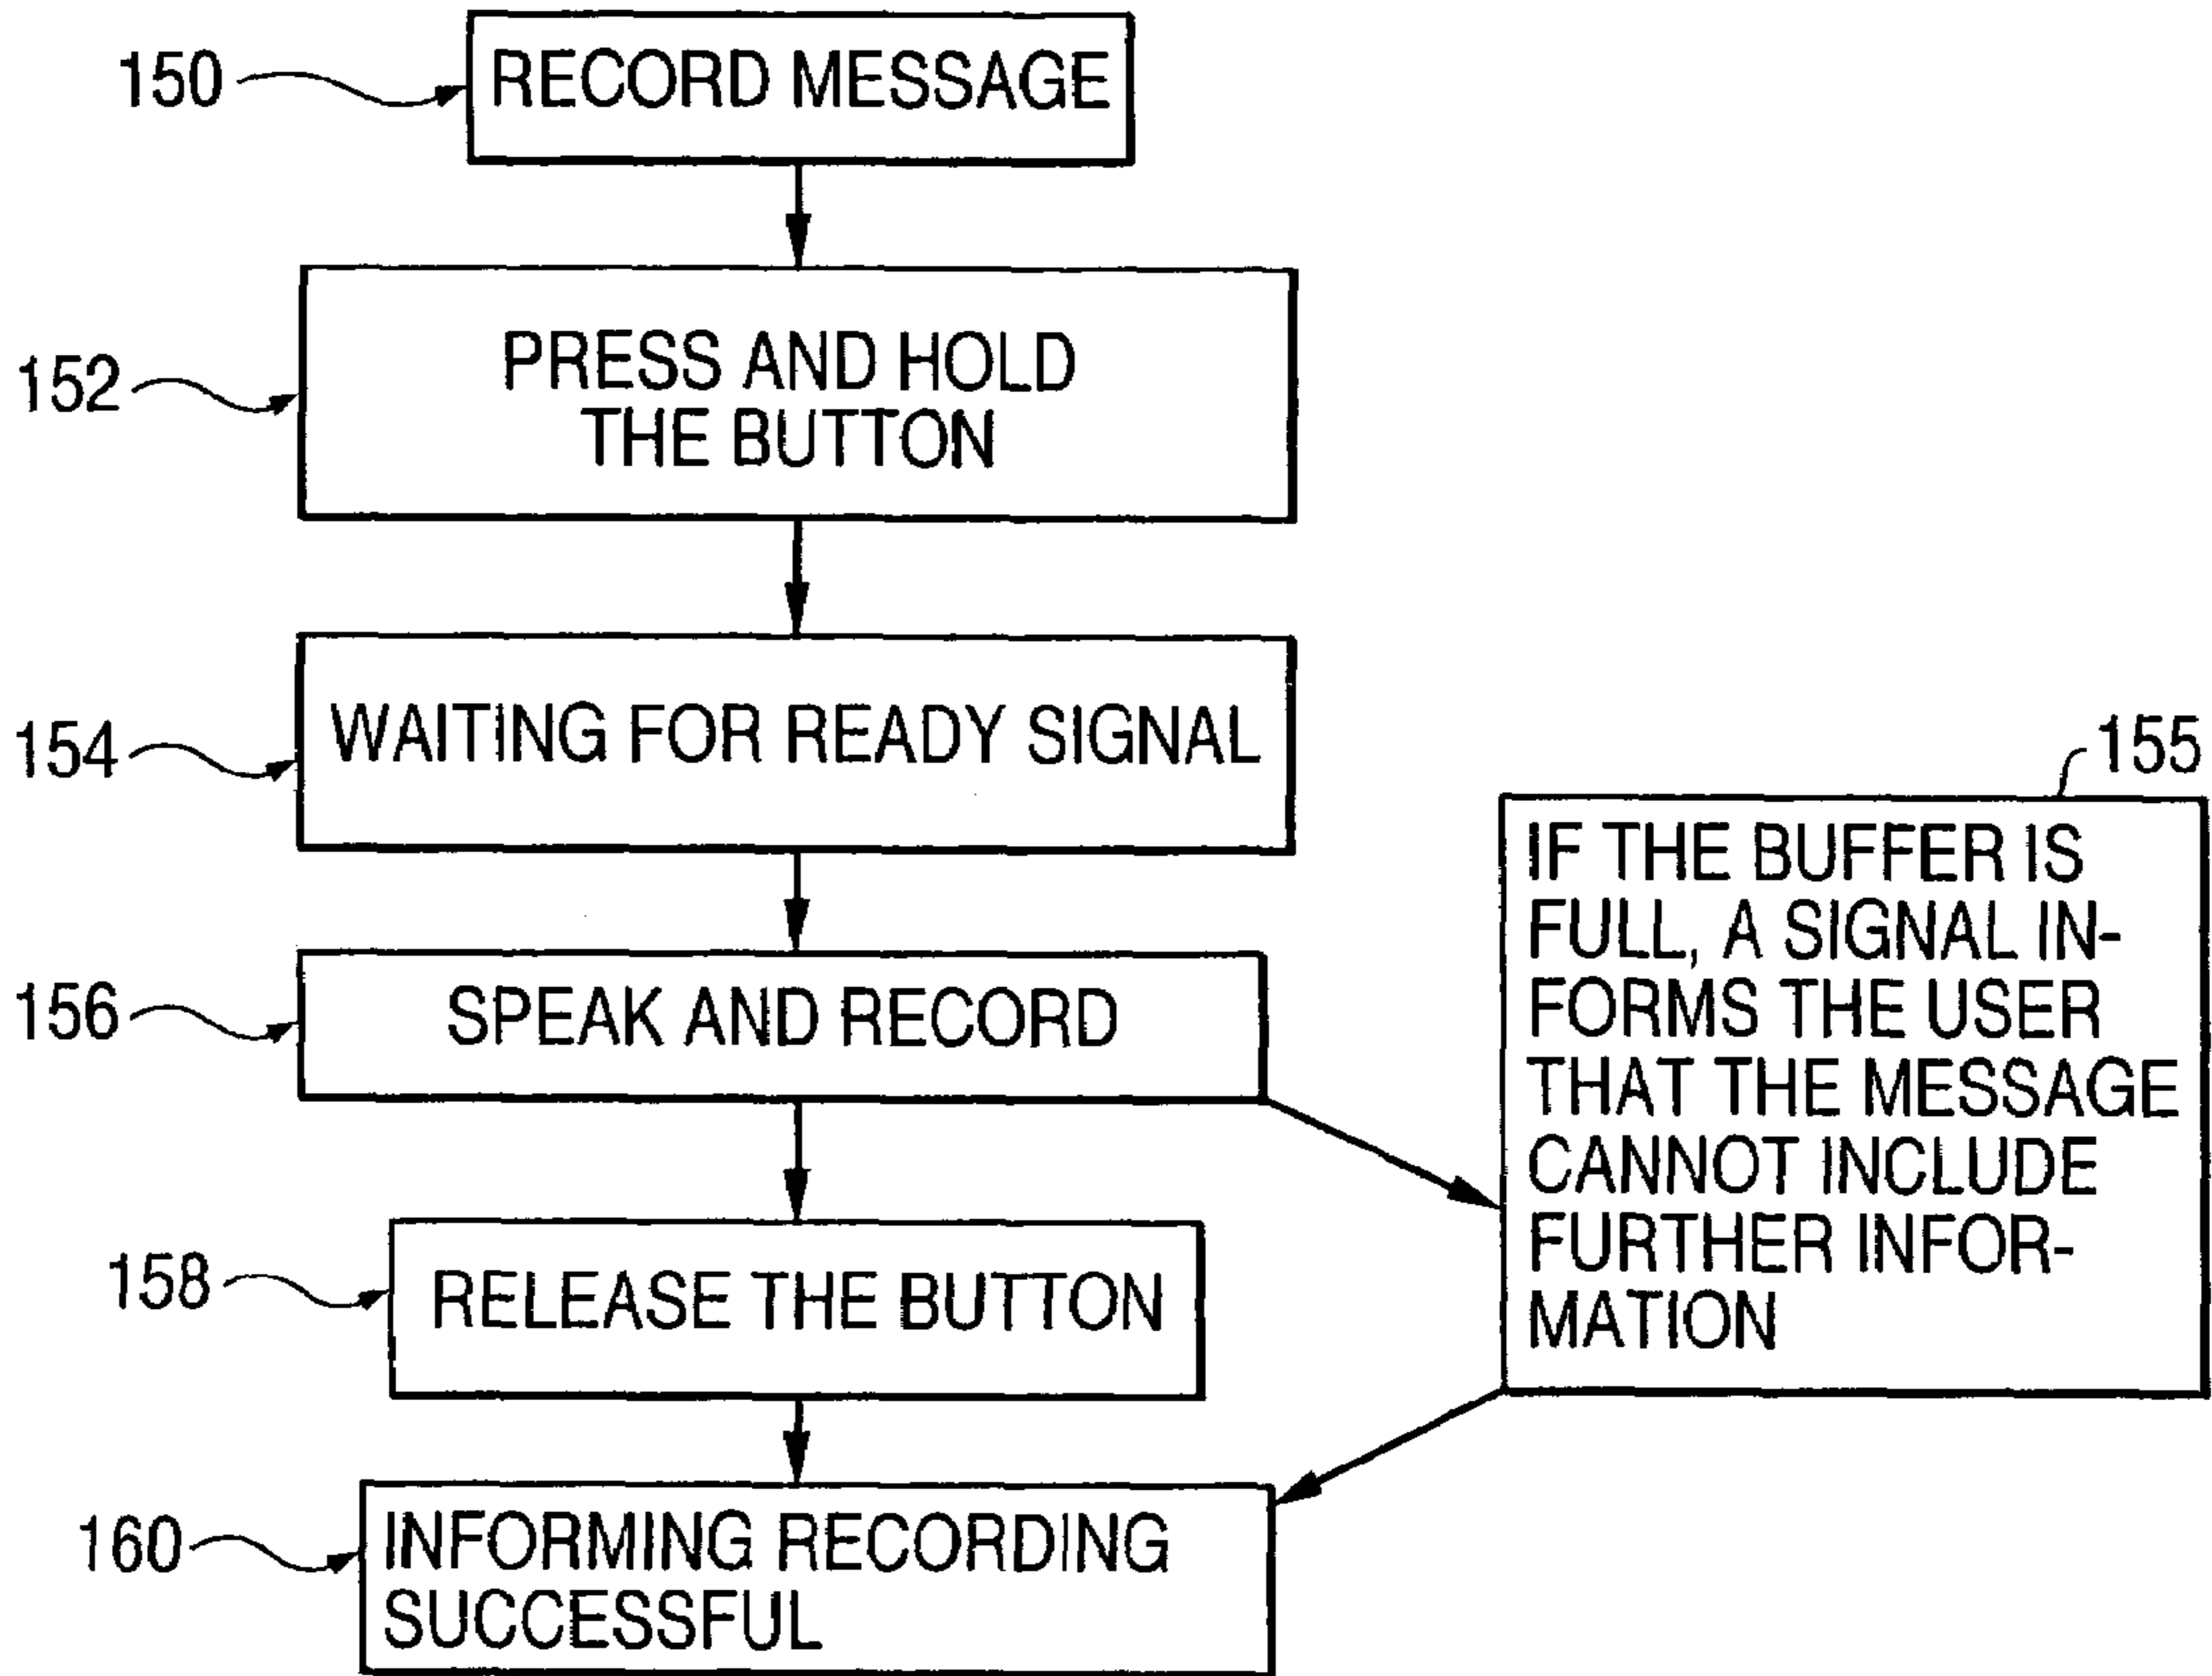 150
RECORD MESSAGE
152
PRESS AND HOLD
THE BUTTON
154
WAITING FOR READY SIGNAL
155
IF THE BUFFER IS
FULL, A SIGNAL IN-
FORMS THE USER
THAT THE MESSAGE
CANNOT INCLUDE
FURTHER INFOR-
MATION
156
SPEAK AND RECORD
158
RELEASE THE BUTTON
160
INFORMING RECORDING
SUCCESSFUL